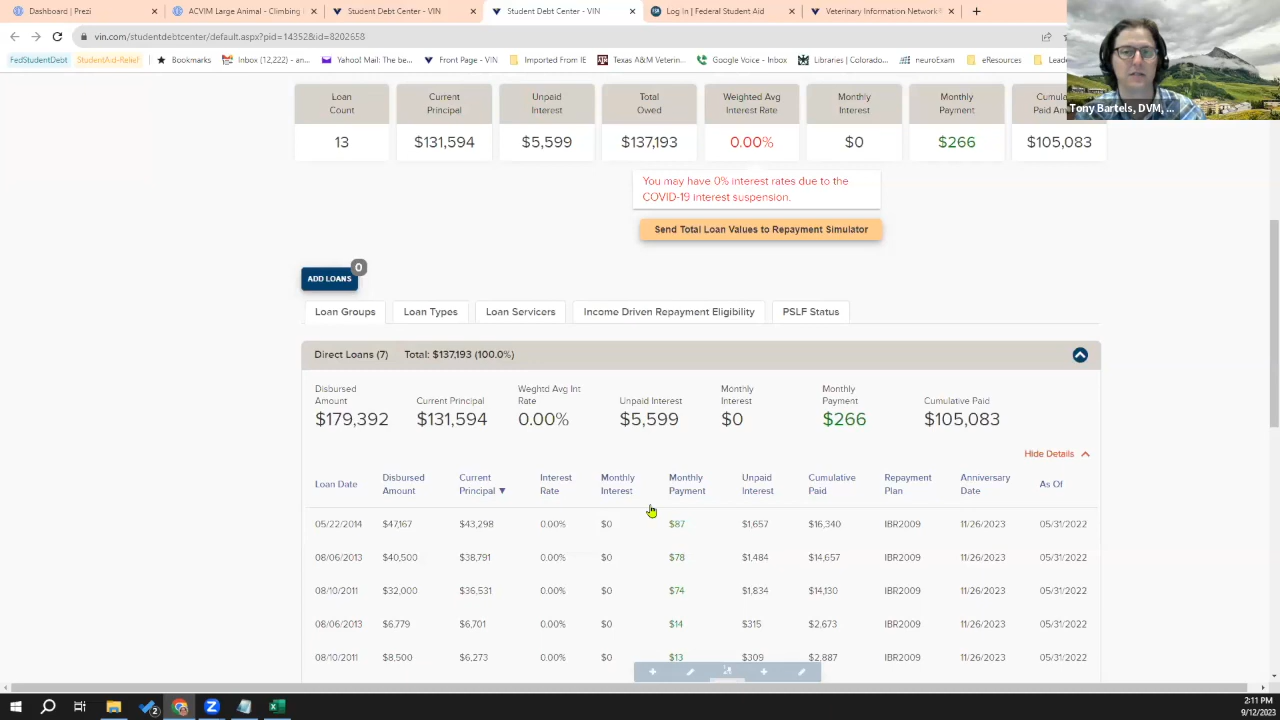 Dashboard | Prezi
ACVIM Large Animal - Climbing
Student Debt Center - VIN
Student Debt Center - VIN
Log In | Federal Student Aid
Veterinary Information Network
vin.com/studentdebtcenter/default.aspx?pid=14352&id=8202658
FedStudentDebt
StudentAid-Relief
Bookmarks
Inbox (12,222) - an...
Yahoo! Mail: The be...
Front Page - VIN
Imported From IE
Texas A&M Veterin...
Google Voice - Inbox
Libraries | Colorado...
neuroExam
eResources
Tony Bartels, DVM, ...
Loan Count
Current Principal
Unpaid Interest
Total Owed
Weighted Avg Interest Rate
Monthly Interest
Monthly Payment
13
$131,594
$5,599
$137,193
0.00%
$0
$266
$105,083
You may have 0% interest rates due to the
COVID-19 interest suspension.
Send Total Loan Values to Repayment Simulator
0
ADD LOANS
Loan Groups
Loan Types
Loan Servicers
Income Driven Repayment Eligibility
PSLF Status
Direct Loans (7) Total: $137,193 (100.0%)
Disbursed Amount
Current Principal
Weghtd Avg Int Rate
Unpaid Interest
Monthly Interest
Monthly Payment
Cumulative Paid
$179,392 $131,594 0.00% $5,599 $0 $266 $105,083
Hide Details
Loan Date
Disbursed Amount
Current Principal ▼
Interest Rate
Monthly Interest
Monthly Payment
Unpaid Interest
Cumulative Paid
Repayment Plan
Anniversary Date
As Of
05/22/2014 $47,167 $43,298 0.00% $0 $87 $1,657 $16,340 IBR2009 11/26/2023 05/31/2022
08/06/2013 $40,500 $38,791 0.00% $0 $78 $1,484 $14,657 IBR2009 11/26/2023 05/31/2022
08/10/2011 $32,000 $36,531 0.00% $0 $74 $1,834 $14,130 IBR2009 11/26/2023 05/31/2022
08/06/2013 $6,779 $6,701 0.00% $0 $14 $315 $2,673 IBR2009 11/26/2023 05/31/2022
08/10/2011 $8,500 $6,273 0.00% $0 $13 $309 $2,887 IBR2009 11/26/2023 05/31/2022
2:11 PM
9/12/2023